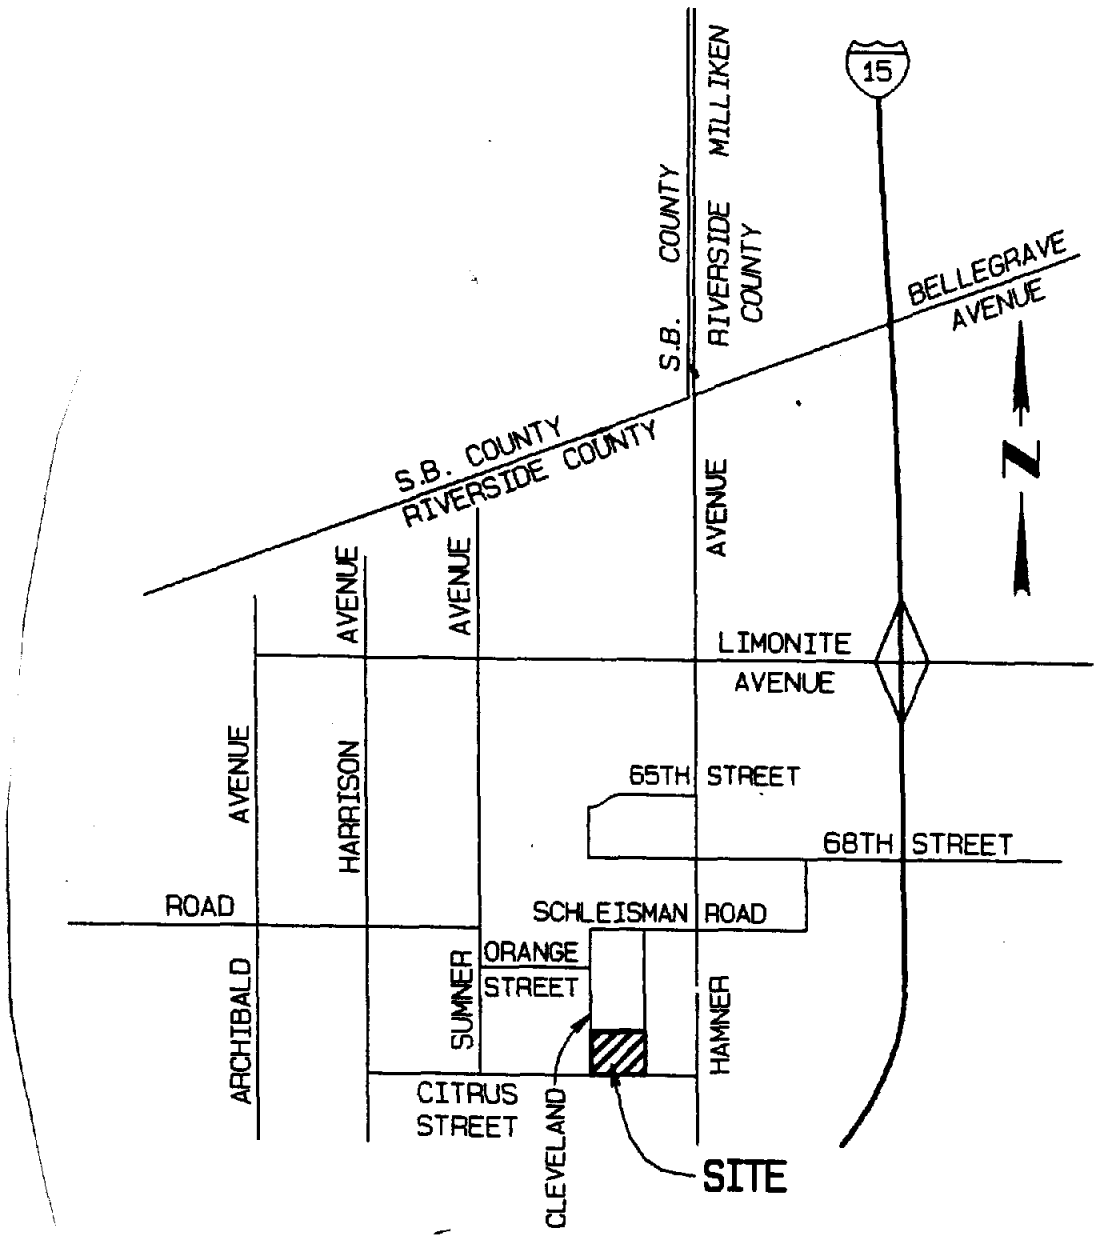 15
MILLIKEN
S.B. COUNTY
RIVERSIDE
COUNTY
BELLEGRAVE
AVENUE
S.B. COUNTY
RIVERSIDE COUNTY
AVENUE
AVENUE
AVENUE
N
LIMONITE
AVENUE
AVENUE
HARRISON
65TH STREET
68TH STREET
ROAD
SCHLEISMAN ROAD
ORANGE
STREET
ARCHIBALD
SUMNER
HAMNER
CITRUS
STREET
CLEVELAND
SITE